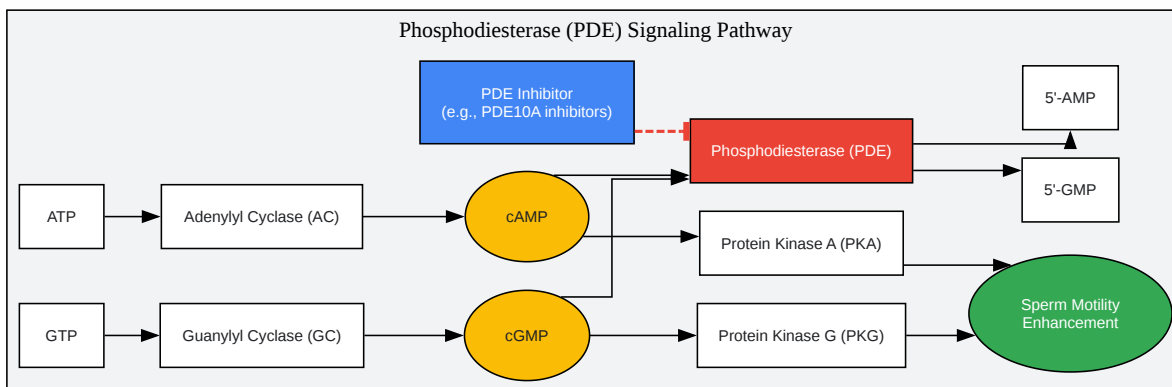 Phosphodiesterase (PDE) Signaling Pathway
PDE Inhibitor
(e.g., PDE10A inhibitors)
5'-AMP
Phosphodiesterase (PDE)
5'-GMP
ATP
Adenylyl Cyclase (AC)
cAMP
Protein Kinase A (PKA)
Sperm Motility
Enhancement
GTP
Guanylyl Cyclase (GC)
cGMP
Protein Kinase G (PKG)